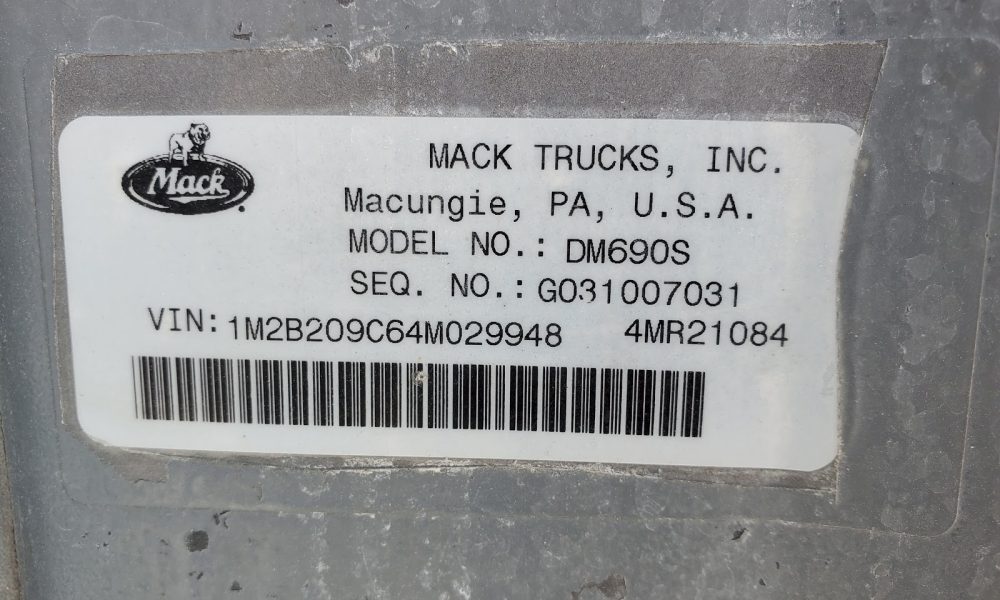 Mack
MACK TRUCKS, INC.
Macungie, PA, U.S.A.
MODEL NO.: DM690S
SEQ. NO.: G031007031
VIN: 1M2B209C64M029948 4MR21084